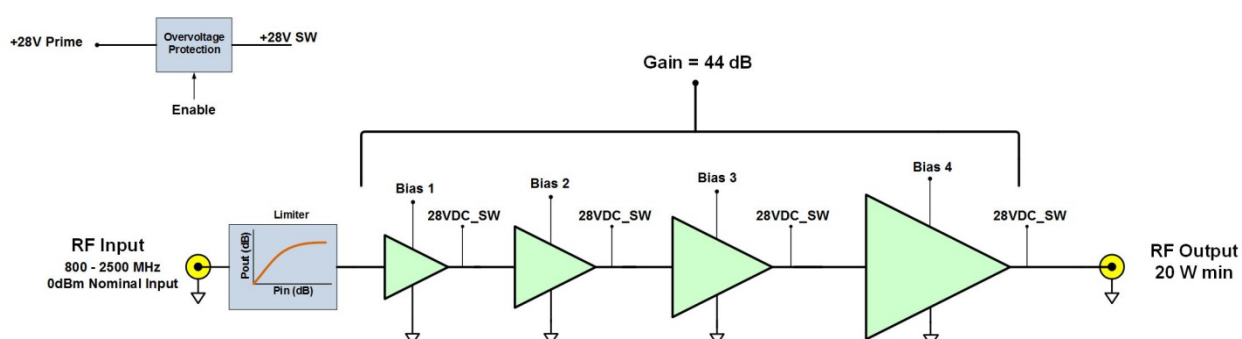 +28V Prime
Overvoltage
Protection
+28V SW
Enable
Gain = 44 dB
Bias 1
Bias 2
Bias 3
Bias 4
28VDC_SW
28VDC_SW
28VDC_SW
28VDC_SW
Limiter
Pout (dB)
Pin (dB)
RF Input
800 - 2500 MHz
0dBm Nominal Input
RF Output
20 W min